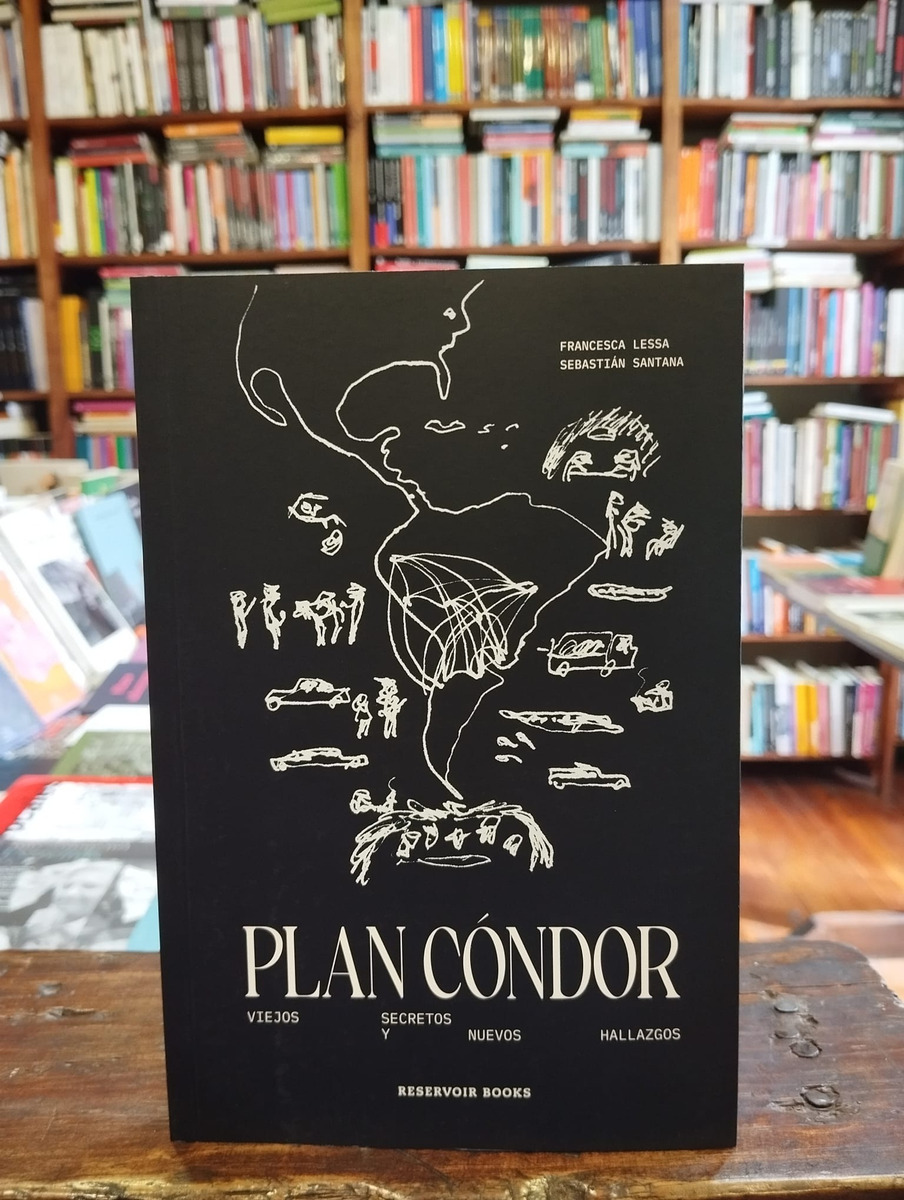 FRANCESCA LESSA
SEBASTIÁN SANTANA
PLAN CÓNDOR
VIEJOS SECRETOS
Y NUEVOS HALLAZGOS
RESERVOIR BOOKS